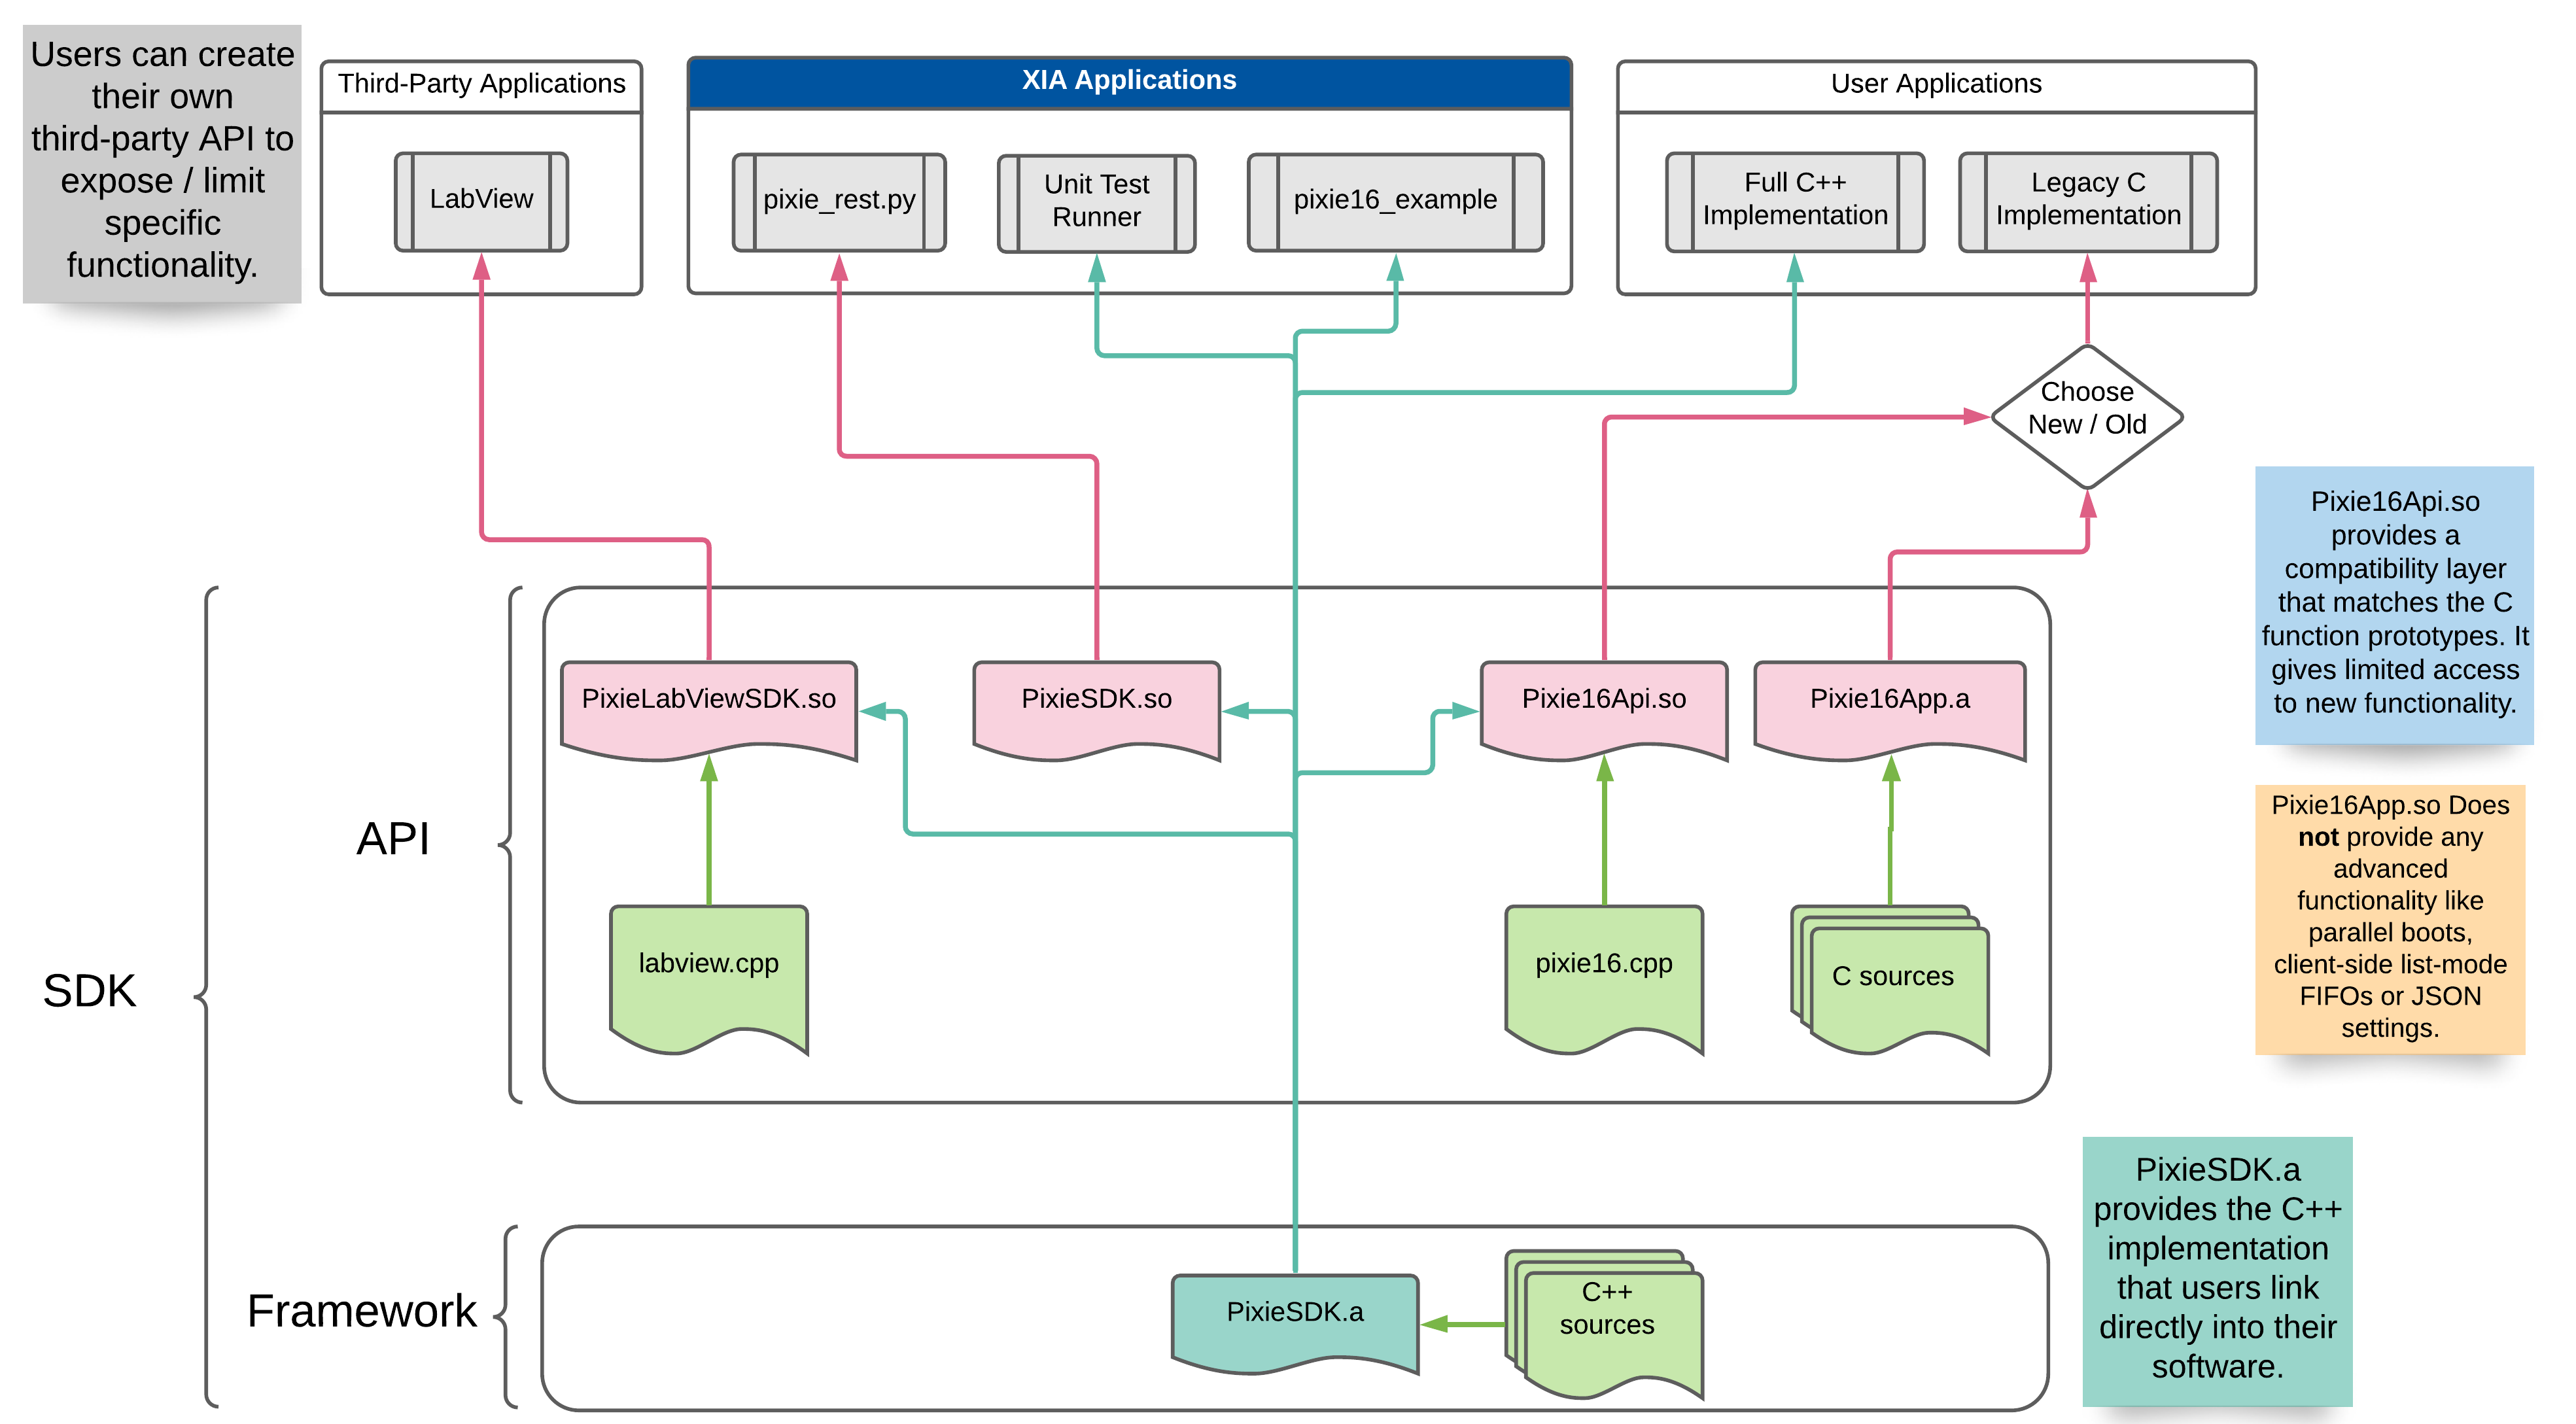 Users can create
their own
third-party API to
expose / limit
specific
functionality.
Third-Party Applications
LabView
XIA Applications
pixie_rest.py
Unit Test
Runner
pixie16_example
User Applications
Full C++
Implementation
Legacy C
Implementation
Choose
New / Old
Pixie16Api.so
provides a
compatibility layer
that matches the C
function prototypes. It
gives limited access
to new functionality.
PixieLabViewSDK.so
PixieSDK.so
Pixie16Api.so
Pixie16App.a
Pixie16App.so Does
not provide any
advanced
functionality like
parallel boots,
client-side list-mode
FIFOs or JSON
settings.
API
labview.cpp
pixie16.cpp
C sources
SDK
PixieSDK.a
provides the C++
implementation
that users link
directly into their
software.
Framework
PixieSDK.a
C++
sources